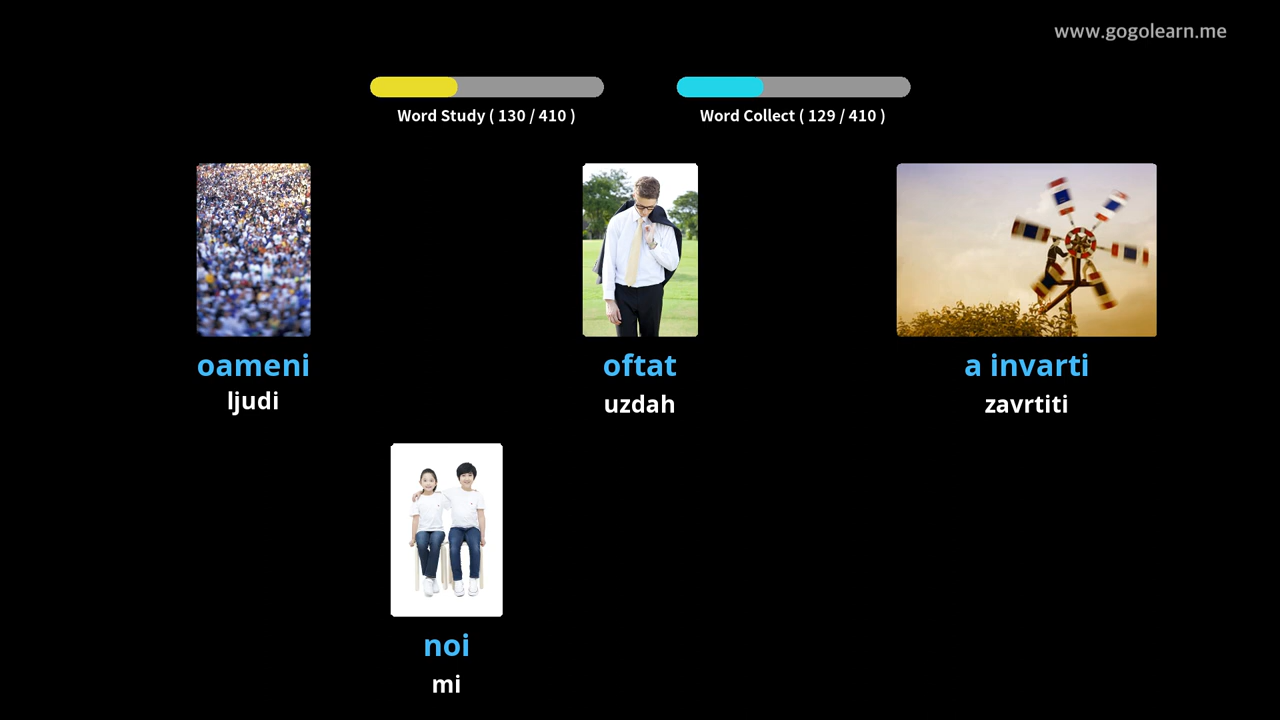 www.gogolearn.me
Word Study ( 130 / 410 )
Word Collect ( 129 / 410 )
oameni
ljudi
oftat
uzdah
a invarti
zavrtiti
noi
mi